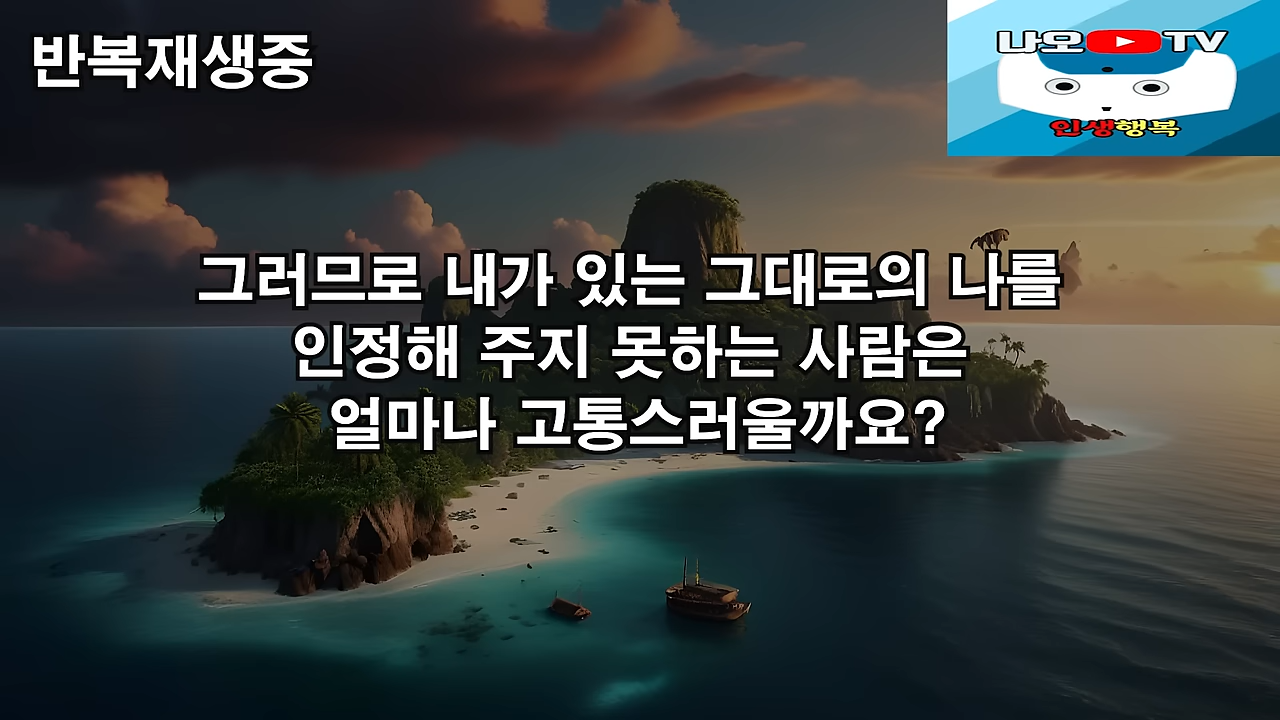 반복재생중
나오 TV
인생행복
그러므로 내가 있는 그대로의 나를
인정해 주지 못하는 사람은
얼마나 고통스러울까요?